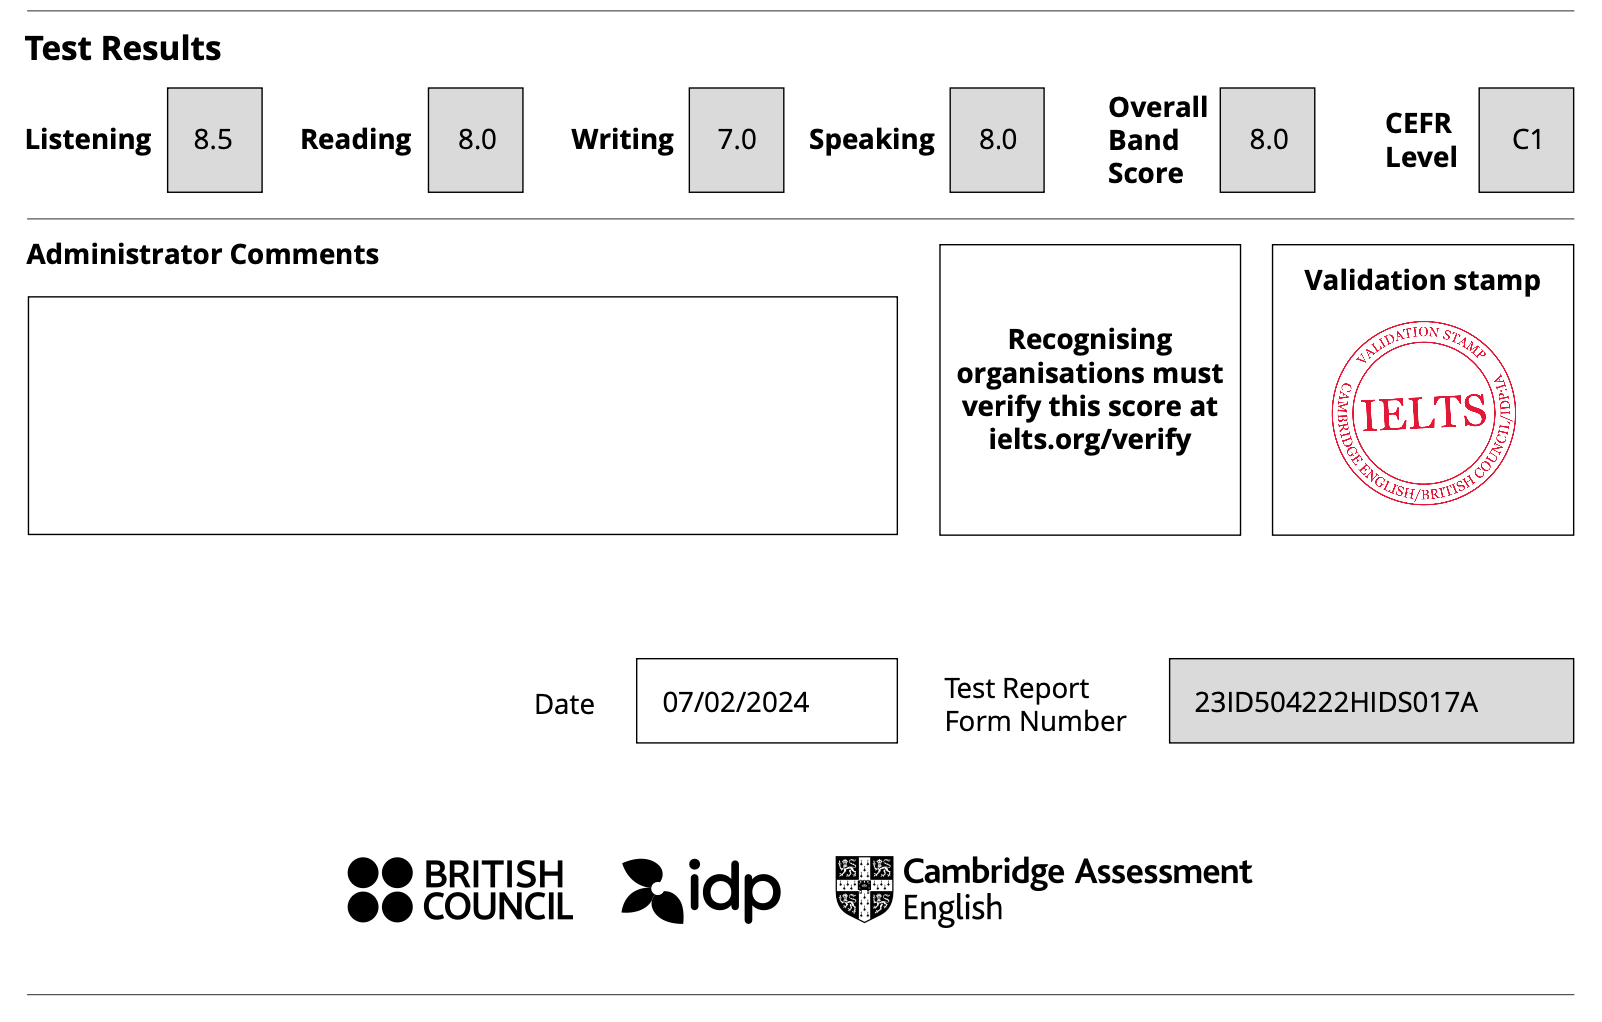 Test Results
Listening 8.5 Reading 8.0 Writing 7.0 Speaking 8.0 Overall Band Score 8.0 CEFR Level C1
Administrator Comments
Recognising
organisations must
verify this score at
ielts.org/verify
Validation stamp
VALIDATION STAMP
IELTS
CAMBRIDGE ENGLISH/BRITISH COUNCIL/IDP:IA
Date 07/02/2024
Test Report
Form Number
23ID504222HIDS017A
BRITISH
COUNCIL
idp
Cambridge Assessment
English